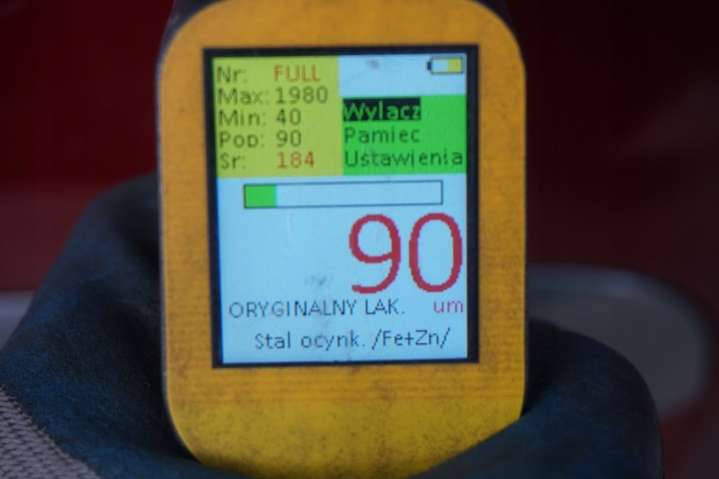 Nr: FULL
Max: 1980
Min: 40
Pop: 90
Sr: 184
Wylacz
Pamiec
Ustawienia
90
ORYGINALNY LAK. um
Stal ocynk. /Fe+Zn/